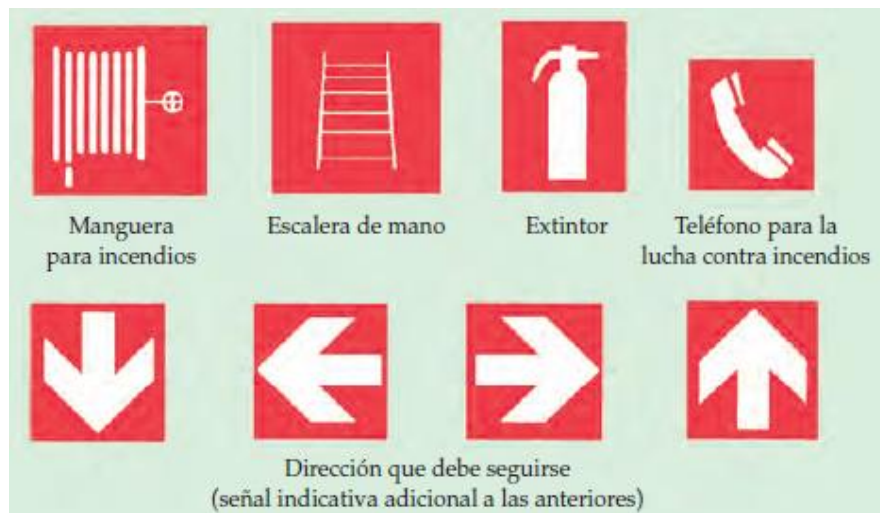 Manguera
para incendios
Escalera de mano
Extintor
Teléfono para la
lucha contra incendios
Dirección que debe seguirse
(señal indicativa adicional a las anteriores)